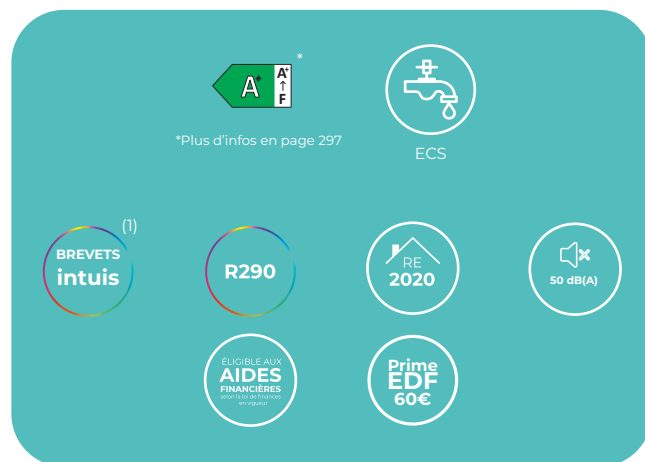 A⁺
A⁺
↑
F
*
*Plus d'infos en page 297
ECS
(1)
BREVETS
intuis
R290
RE
2020
50 dB(A)
ÉLIGIBLE AUX
AIDES
FINANCIÈRES
selon la loi de finances
en vigueur
Prime
EDF
60€